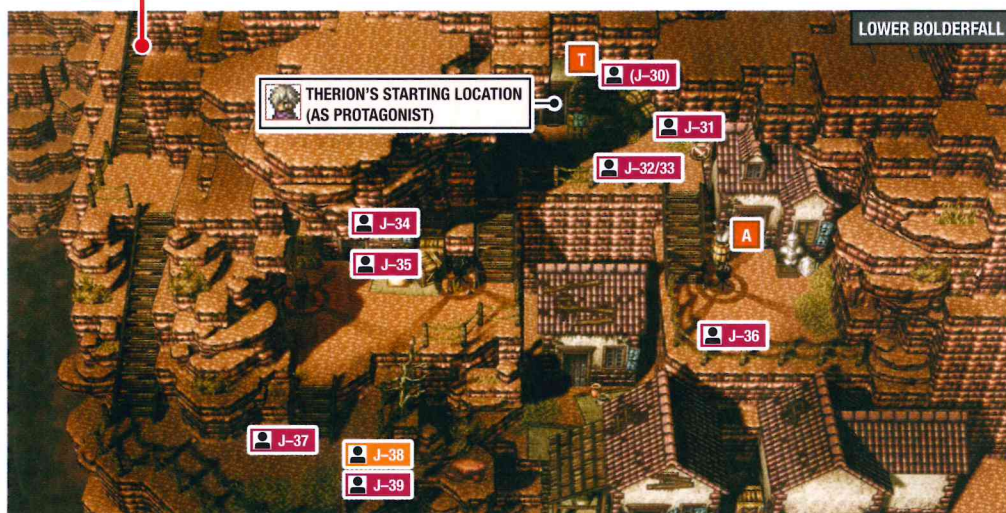 LOWER BOLDERFALL
T
(J–30)
THERION'S STARTING LOCATION
(AS PROTAGONIST)
J–31
J–32/33
J–34
A
J–35
J–36
J–37
J–38
J–39